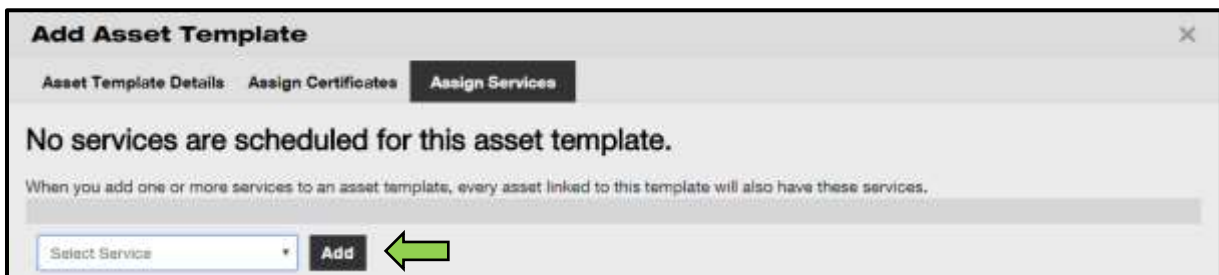 Add Asset Template
Asset Template Details Assign Certificates Assign Services
No services are scheduled for this asset template.
When you add one or more services to an asset template, every asset linked to this template will also have these services.
Select Service Add